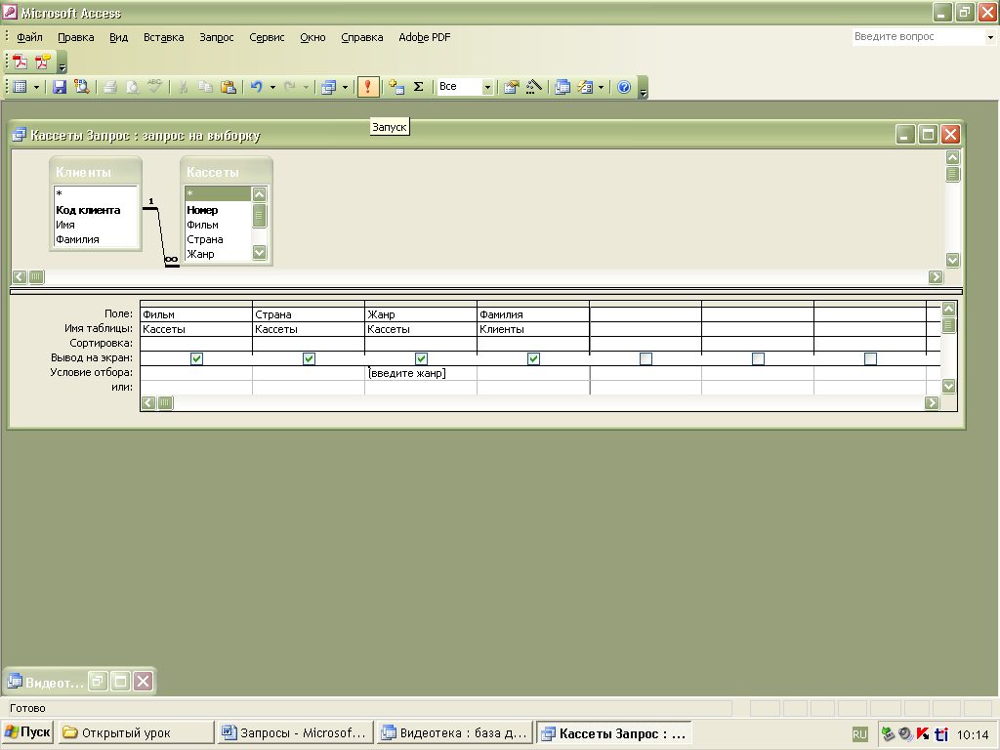 Microsoft Access
Файл Правка Вид Вставка Запрос Сервис Окно Справка Adobe PDF Введите вопрос
Все
Запуск
Кассеты Запрос : запрос на выборку
Клиенты Кассеты
* *
Код клиента 1 Номер
Имя Фильм
Фамилия Страна
∞ Жанр
Поле: Фильм Страна Жанр Фамилия
Имя таблицы: Кассеты Кассеты Кассеты Клиенты
Сортировка:
Вывод на экран:
Условие отбора: [введите жанр]
или:
Видеот...
Готово
Пуск Открытый урок Запросы - Microsof... Видеотека : база д... Кассеты Запрос : ... RU 10:14